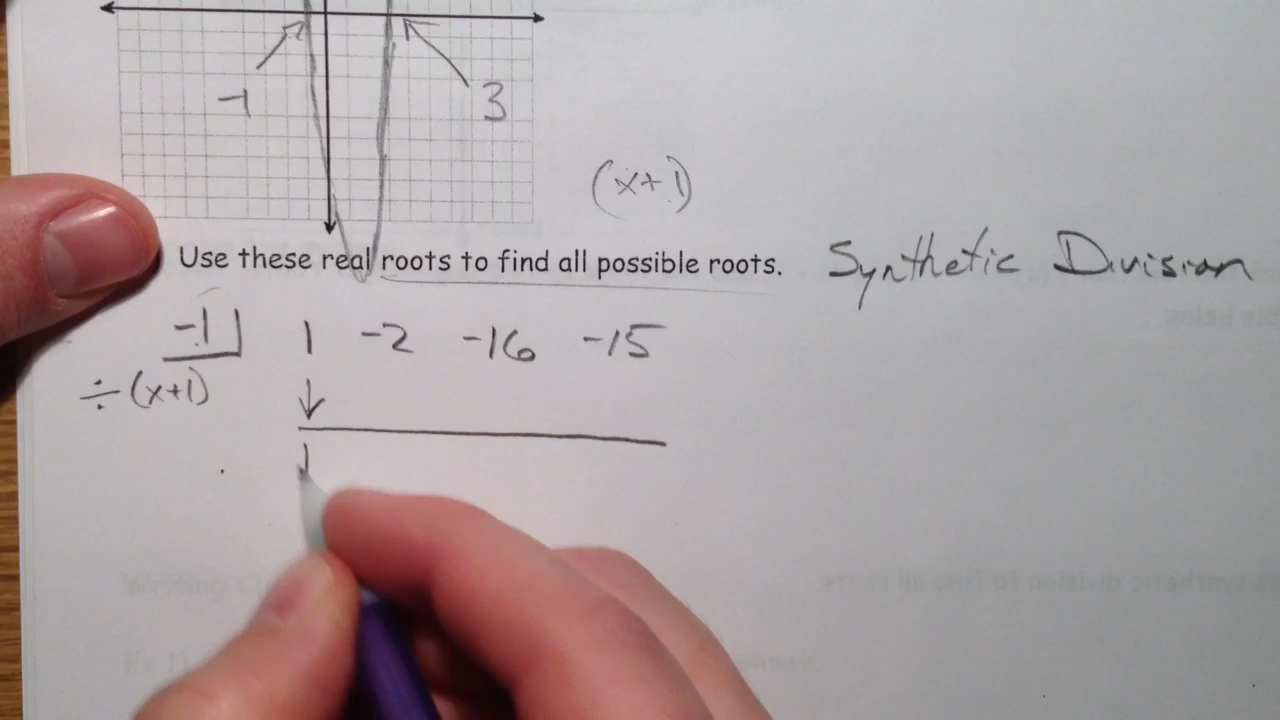 -1 3
(x+1)
Use these real roots to find all possible roots. Synthetic Division
-1 1 -2 -16 -15
÷(x+1)
1